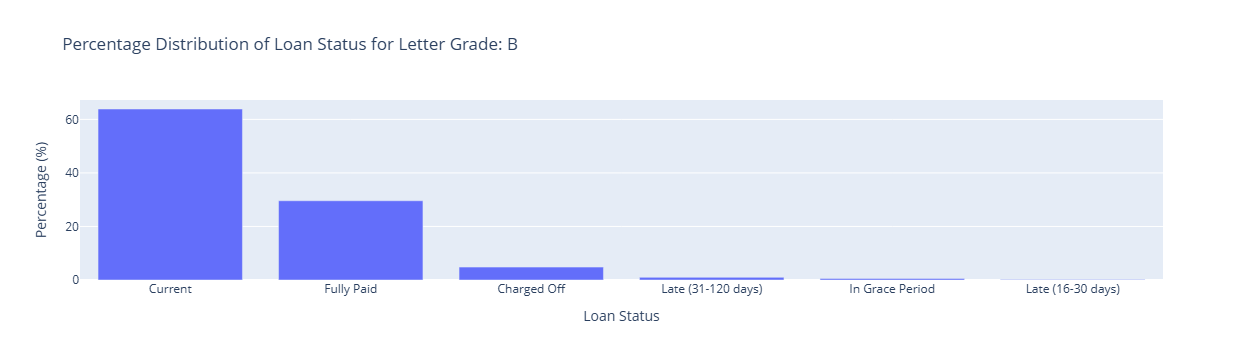 Percentage Distribution of Loan Status for Letter Grade: B
Percentage (%)
60
40
20
0
Current Fully Paid Charged Off Late (31-120 days) In Grace Period Late (16-30 days)
Loan Status